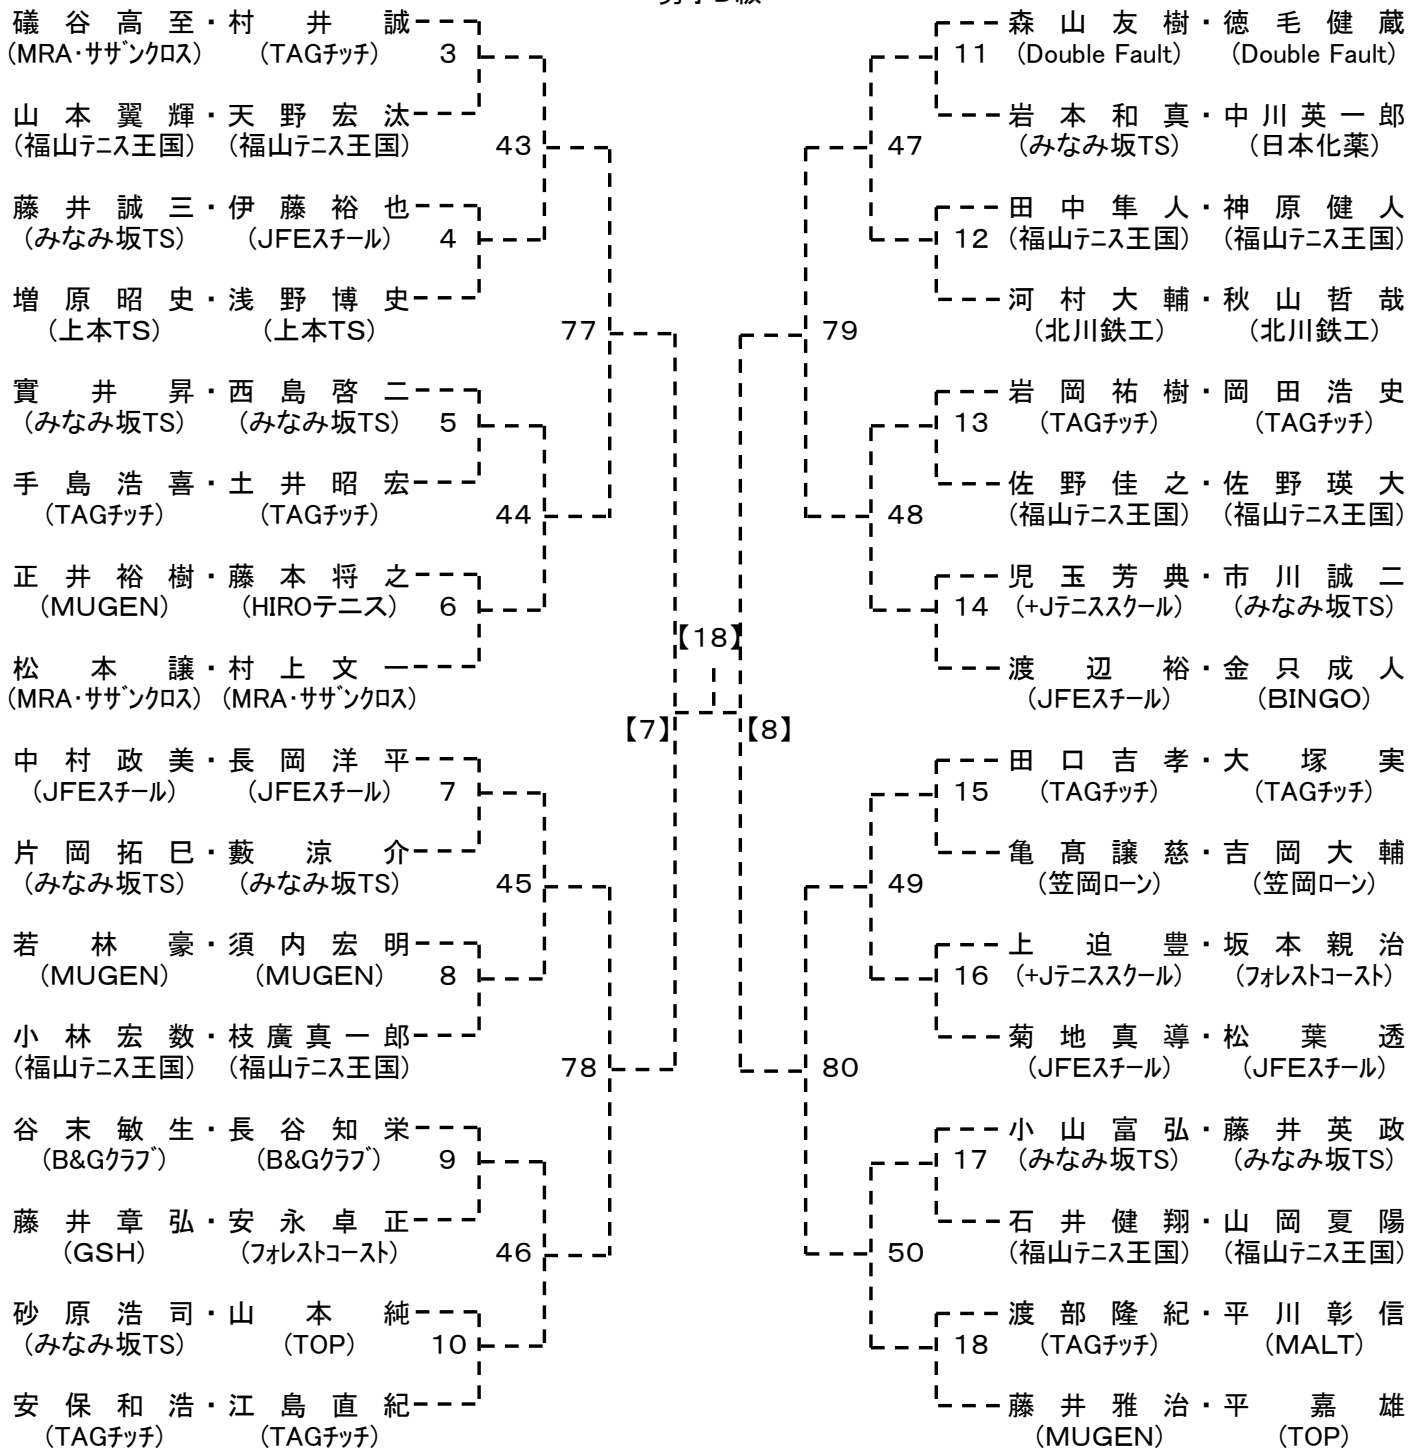 礒谷高至・村井誠
(MRA・サザンクロス) (TAGチッチ) 3
山本翼輝・天野宏汰
(福山テニス王国) (福山テニス王国) 43
藤井誠三・伊藤裕也
(みなみ坂TS) (JFEスチール) 4
増原昭史・浅野博史
(上本TS) (上本TS) 77
實井昇・西島啓二
(みなみ坂TS) (みなみ坂TS) 5
手島浩喜・土井昭宏
(TAGチッチ) (TAGチッチ) 44
正井裕樹・藤本将之
(MUGEN) (HIROテニス) 6
松本譲・村上文一
(MRA・サザンクロス) (MRA・サザンクロス)
【7】
中村政美・長岡洋平
(JFEスチール) (JFEスチール) 7
片岡拓巳・藪涼介
(みなみ坂TS) (みなみ坂TS) 45
若林豪・須内宏明
(MUGEN) (MUGEN) 8
小林宏数・枝廣真一郎
(福山テニス王国) (福山テニス王国) 78
谷末敏生・長谷知栄
(B&Gクラブ) (B&Gクラブ) 9
藤井章弘・安永卓正
(GSH) (フォレストコースト) 46
砂原浩司・山本純
(みなみ坂TS) (TOP) 10
安保和浩・江島直紀
(TAGチッチ) (TAGチッチ)
【18】
森山友樹・徳毛健蔵
11 (Double Fault) (Double Fault)
岩本和真・中川英一郎
47 (みなみ坂TS) (日本化薬)
田中隼人・神原健人
12 (福山テニス王国) (福山テニス王国)
河村大輔・秋山哲哉
79 (北川鉄工) (北川鉄工)
岩岡祐樹・岡田浩史
13 (TAGチッチ) (TAGチッチ)
佐野佳之・佐野瑛大
48 (福山テニス王国) (福山テニス王国)
児玉芳典・市川誠二
14 (+Jテニススクール) (みなみ坂TS)
渡辺裕・金只成人
(JFEスチール) (BINGO)
【8】
田口吉孝・大塚実
15 (TAGチッチ) (TAGチッチ)
亀髙譲慈・吉岡大輔
49 (笠岡ローン) (笠岡ローン)
上迫豊・坂本親治
16 (+Jテニススクール) (フォレストコースト)
菊地真導・松葉透
80 (JFEスチール) (JFEスチール)
小山富弘・藤井英政
17 (みなみ坂TS) (みなみ坂TS)
石井健翔・山岡夏陽
50 (福山テニス王国) (福山テニス王国)
渡部隆紀・平川彰信
18 (TAGチッチ) (MALT)
藤井雅治・平嘉雄
(MUGEN) (TOP)